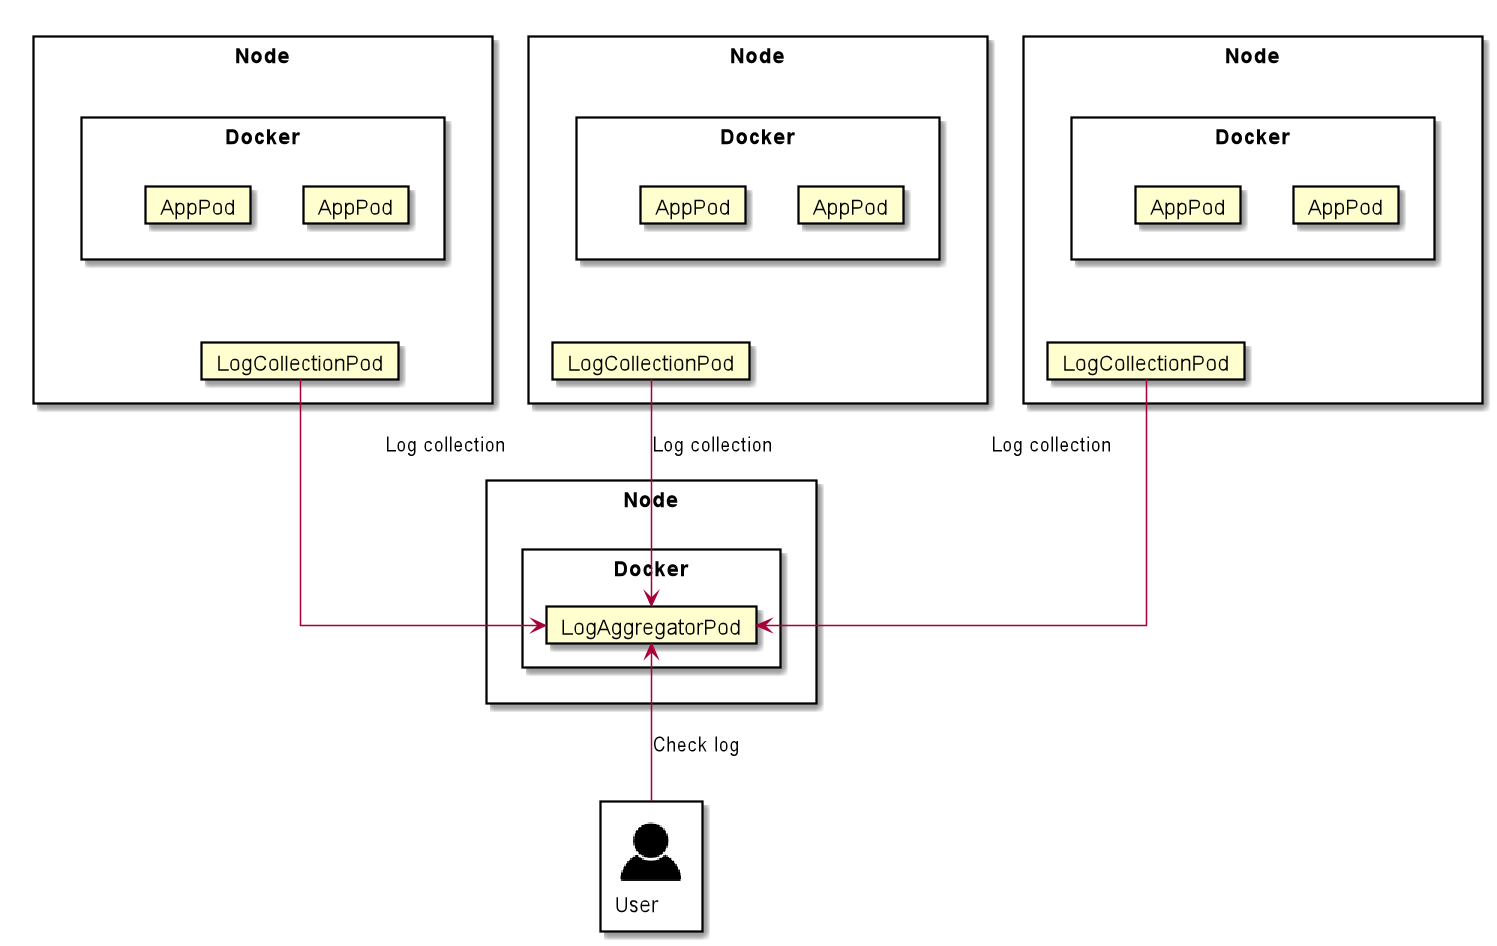 Node
Docker
AppPod
AppPod
LogCollectionPod
Node
Docker
AppPod
AppPod
LogCollectionPod
Node
Docker
AppPod
AppPod
LogCollectionPod
Log collection
Log collection
Log collection
Node
Docker
LogAggregatorPod
Check log
User